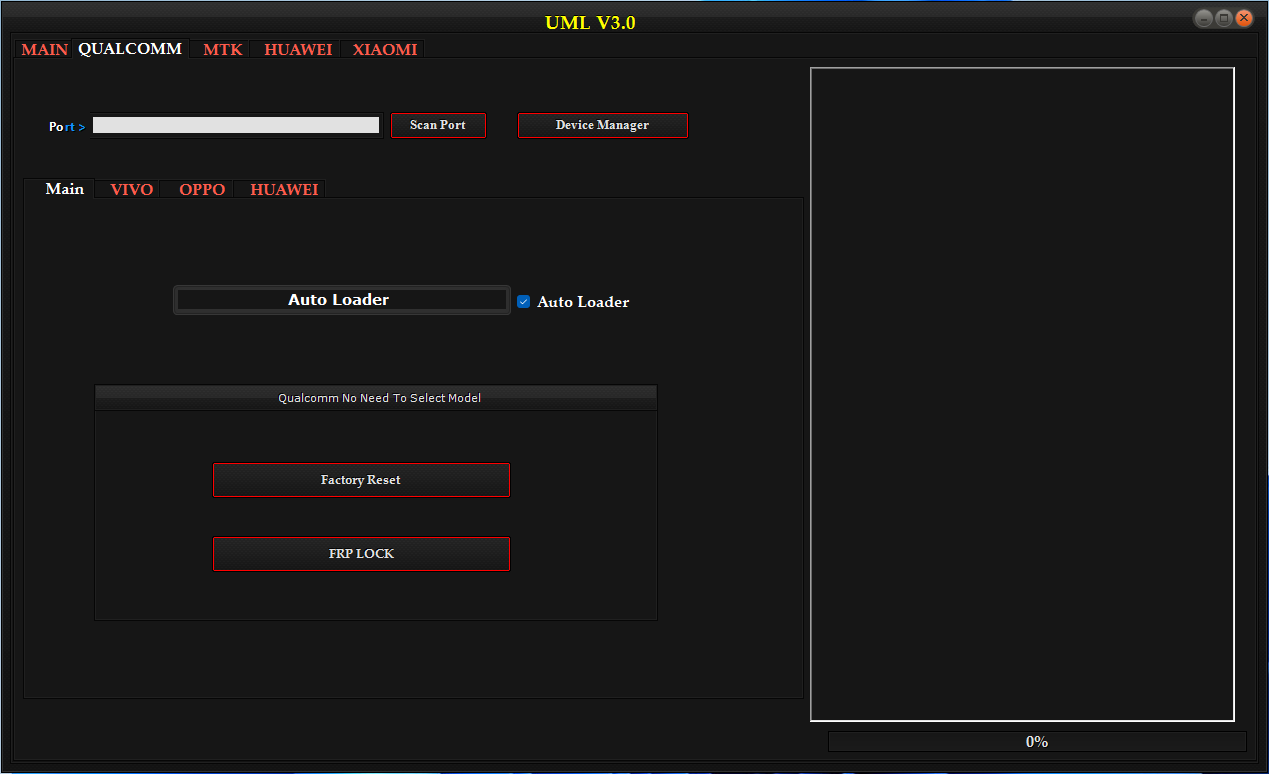 UML V3.0
MAIN QUALCOMM MTK HUAWEI XIAOMI
Port > Scan Port Device Manager
Main VIVO OPPO HUAWEI
Auto Loader Auto Loader
Qualcomm No Need To Select Model
Factory Reset
FRP LOCK
0%